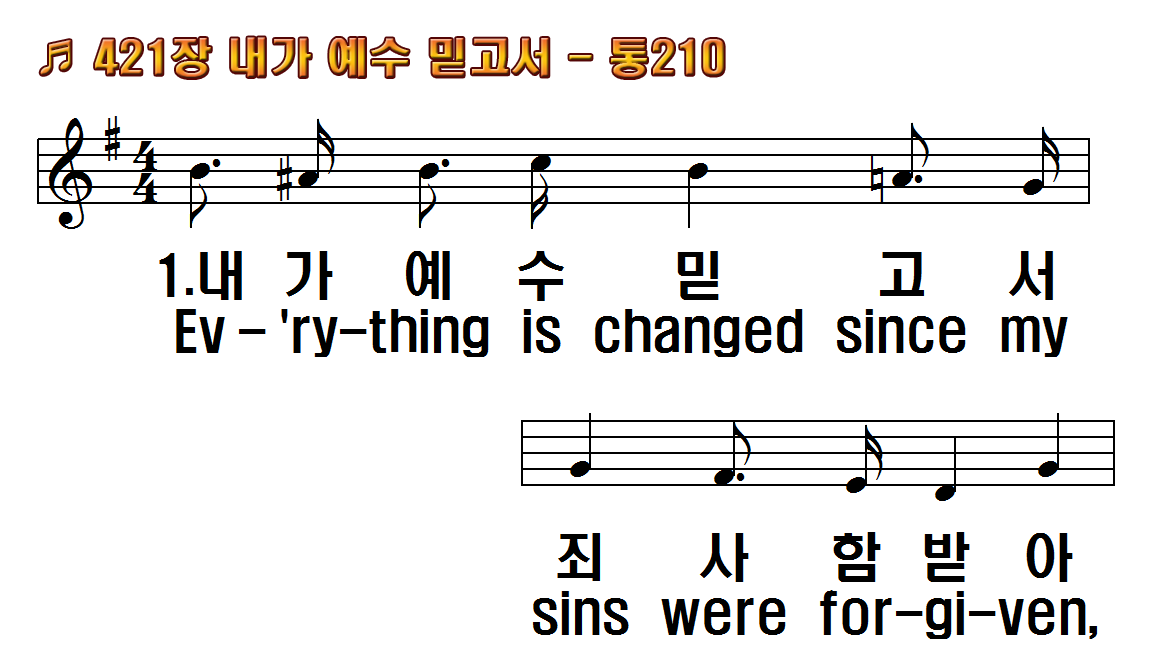 ♬ 421장 내가 예수 믿고서 - 통210
4
4
1.내 가 예 수 믿 고 서
Ev-'ry-thing is changed since my
죄 사 함 받 아
sins were for-gi-ven,